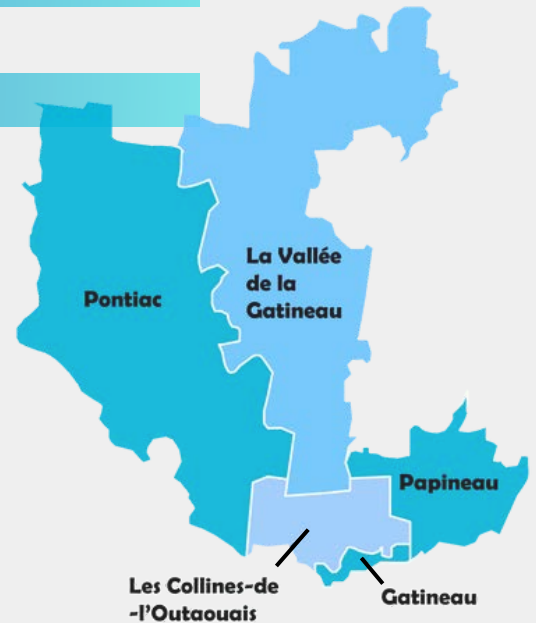 La Vallée
de la
Gatineau
Pontiac
Papineau
Les Collines-de
-l'Outaouais
Gatineau